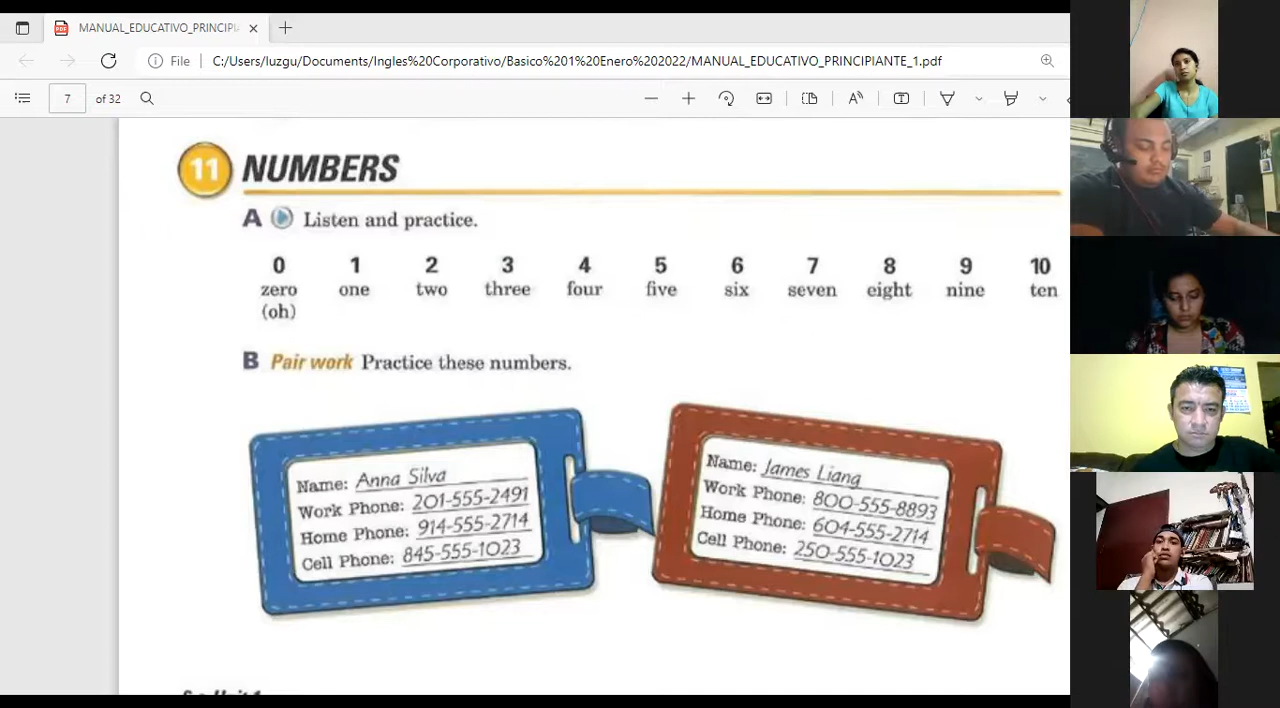 MANUAL_EDUCATIVO_PRINCIPI
File C:/Users/luzgu/Documents/Ingles%20Corporativo/Basico%201%20Enero%202022/MANUAL_EDUCATIVO_PRINCIPIANTE_1.pdf
7 of 32
11 NUMBERS
A Listen and practice.
0 1 2 3 4 5 6 7 8 9 10
zero one two three four five six seven eight nine ten
(oh)
B Pair work Practice these numbers.
Name: Anna Silva
Work Phone: 201-555-2491
Home Phone: 914-555-2714
Cell Phone: 845-555-1023
Name: James Liang
Work Phone: 800-555-8893
Home Phone: 604-555-2714
Cell Phone: 250-555-1023